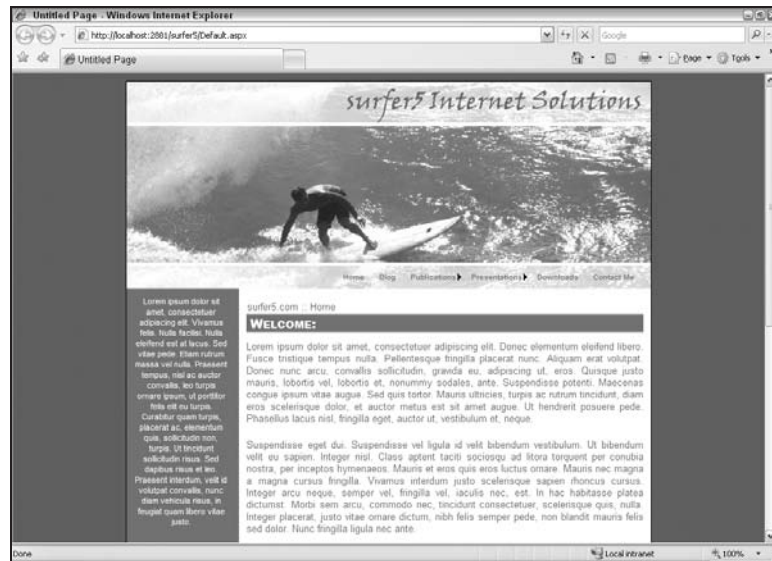 Untitled Page - Windows Internet Explorer
http://localhost:2801/surfer5/Default.aspx
Google
Untitled Page
Page
Tools
surfer5 Internet Solutions
Home Blog Publications Presentations Downloads Contact Me
Lorem ipsum dolor sit
amet, consectetuer
adipiscing elit. Vivamus
felis. Nulla facilisi. Nulla
eleifend est at lacus. Sed
vitae pede. Etiam rutrum
massa vel nulla. Praesent
tempus, nisl ac auctor
convallis, leo turpis
ornare ipsum, ut porttitor
felis elit eu turpis.
Curabitur quam turpis,
placerat ac, elementum
quis, sollicitudin non,
turpis. Ut tincidunt
sollicitudin risus. Sed
dapibus risus et leo.
Praesent interdum, velit id
volutpat convallis, nunc
diam vehicula risus, in
feugiat quam libero vitae
justo.
surfer5.com :: Home
WELCOME:
Lorem ipsum dolor sit amet, consectetuer adipiscing elit. Donec elementum eleifend libero.
Fusce tristique tempus nulla. Pellentesque fringilla placerat nunc. Aliquam erat volutpat.
Donec nunc arcu, convallis sollicitudin, gravida eu, adipiscing ut, eros. Quisque justo
mauris, lobortis vel, lobortis et, nonummy sodales, ante. Suspendisse potenti. Maecenas
congue ipsum vitae augue. Sed quis tortor. Mauris ultricies, turpis ac rutrum tincidunt, diam
eros scelerisque dolor, et auctor metus est sit amet augue. Ut hendrerit posuere pede.
Phasellus lacus nisl, fringilla eget, auctor ut, vestibulum et, neque.
Suspendisse eget dui. Suspendisse vel ligula id velit bibendum vestibulum. Ut bibendum
velit eu sapien. Integer nisl. Class aptent taciti sociosqu ad litora torquent per conubia
nostra, per inceptos hymenaeos. Mauris et eros quis eros luctus ornare. Mauris nec magna
a magna cursus fringilla. Vivamus interdum justo scelerisque sapien rhoncus cursus.
Integer arcu neque, semper vel, fringilla vel, iaculis nec, est. In hac habitasse platea
dictumst. Morbi sem arcu, commodo nec, tincidunt consectetuer, scelerisque quis, nulla.
Integer placerat, justo vitae ornare dictum, nibh felis semper pede, non blandit mauris felis
sed dolor. Nunc fringilla ligula nec ante.
Done
Local intranet
100%